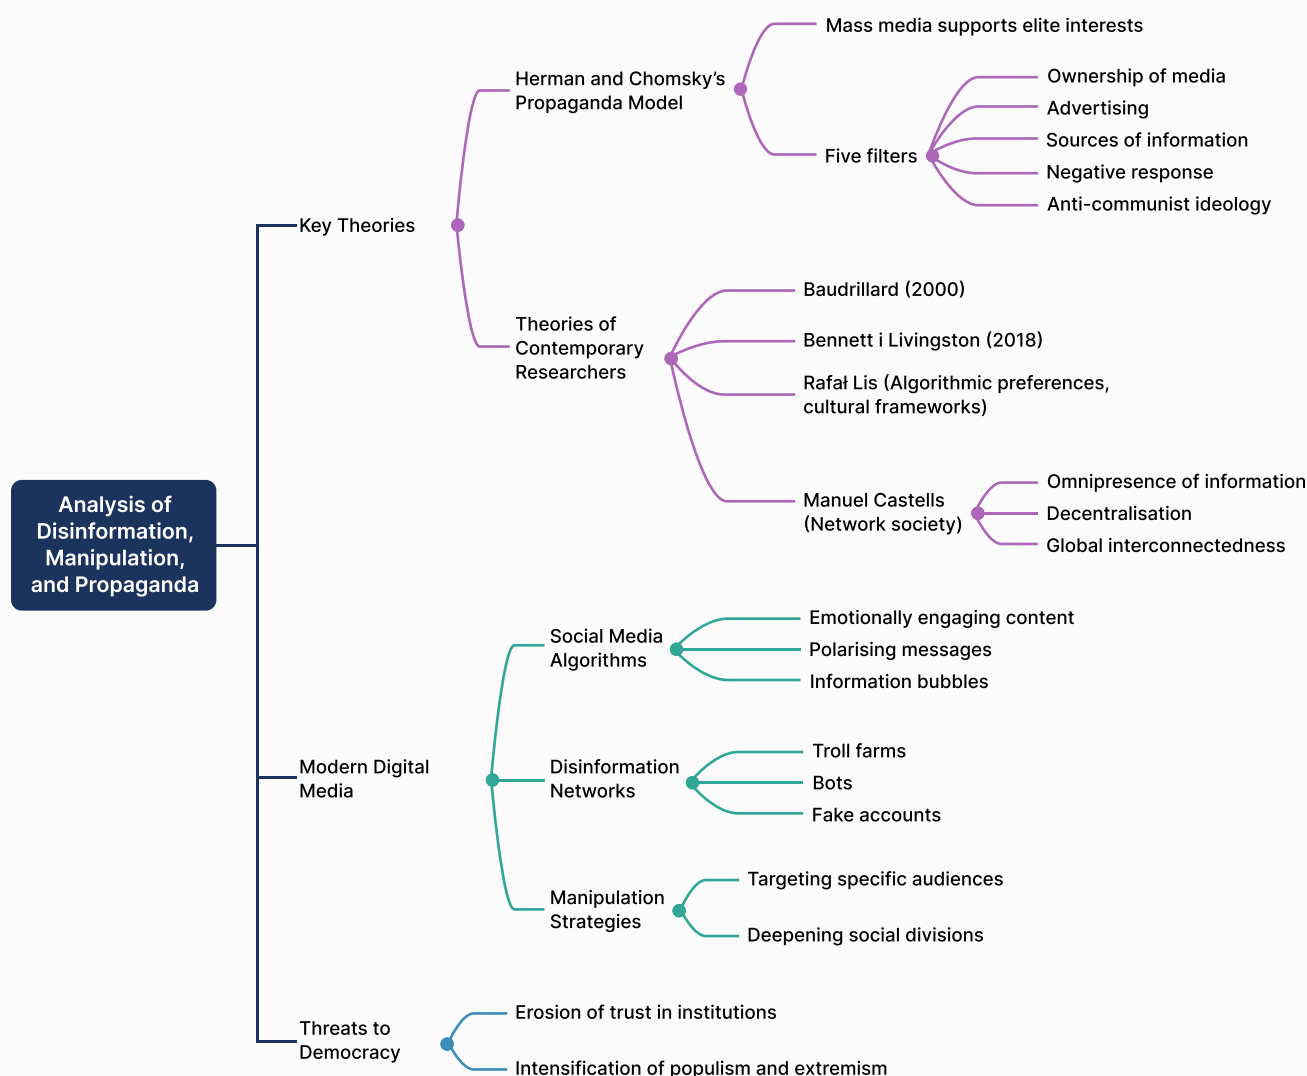 Analysis of
Disinformation,
Manipulation,
and Propaganda
Key Theories
Herman and Chomsky’s
Propaganda Model
Mass media supports elite interests
Five filters
Ownership of media
Advertising
Sources of information
Negative response
Anti-communist ideology
Theories of
Contemporary
Researchers
Baudrillard (2000)
Bennett i Livingston (2018)
Rafał Lis (Algorithmic preferences,
cultural frameworks)
Manuel Castells
(Network society)
Omnipresence of information
Decentralisation
Global interconnectedness
Modern Digital
Media
Social Media
Algorithms
Emotionally engaging content
Polarising messages
Information bubbles
Disinformation
Networks
Troll farms
Bots
Fake accounts
Manipulation
Strategies
Targeting specific audiences
Deepening social divisions
Threats to
Democracy
Erosion of trust in institutions
Intensification of populism and extremism